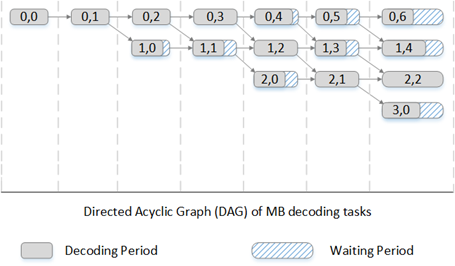 0,0 0,1 0,2 0,3 0,4 0,5 0,6
1,0 1,1 1,2 1,3 1,4
2,0 2,1 2,2
3,0
Directed Acyclic Graph (DAG) of MB decoding tasks
Decoding Period Waiting Period